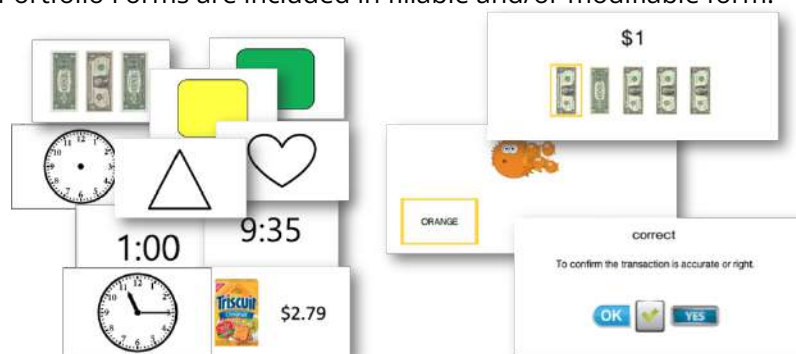 Portfolio Forms are included in fillable and/or modifiable form.
$1
ORANGE
1:00
9:35
correct
To confirm the transaction is accurate or right.
Triscuit
Original
$2.79
OK
YES